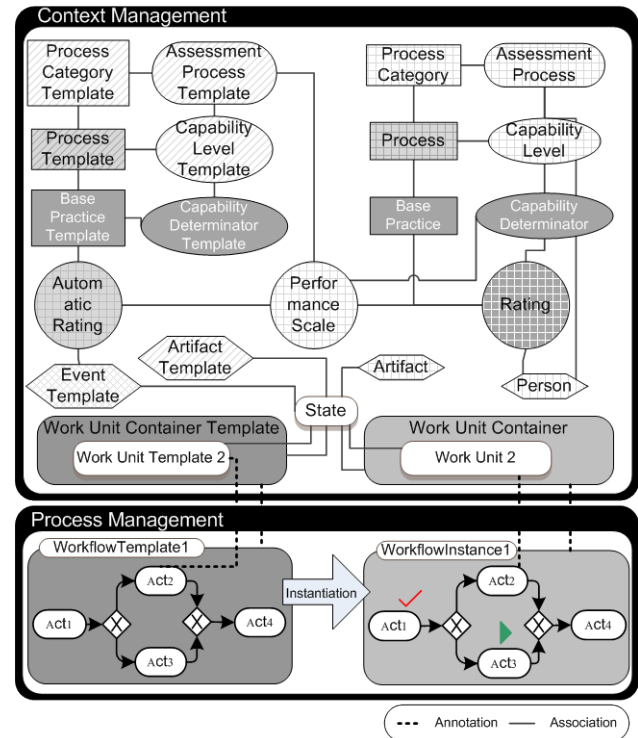 Context Management
Process
Category
Template
Assessment
Process
Template
Process
Category
Assessment
Process
Process
Template
Capability
Level
Template
Process
Capability
Level
Base
Practice
Template
Capability
Determinator
Template
Base
Practice
Capability
Determinator
Autom
atic
Rating
Perfor
mance
Scale
Rating
Artifact
Template
Artifact
Event
Template
Person
State
Work Unit Container Template
Work Unit Template 2
Work Unit Container
Work Unit 2
Process Management
WorkflowTemplate1
WorkflowInstance1
Act1
Act2
X
X
Act3
Act4
Instantiation
Act1
Act2
X
X
Act3
Act4
Annotation
Association